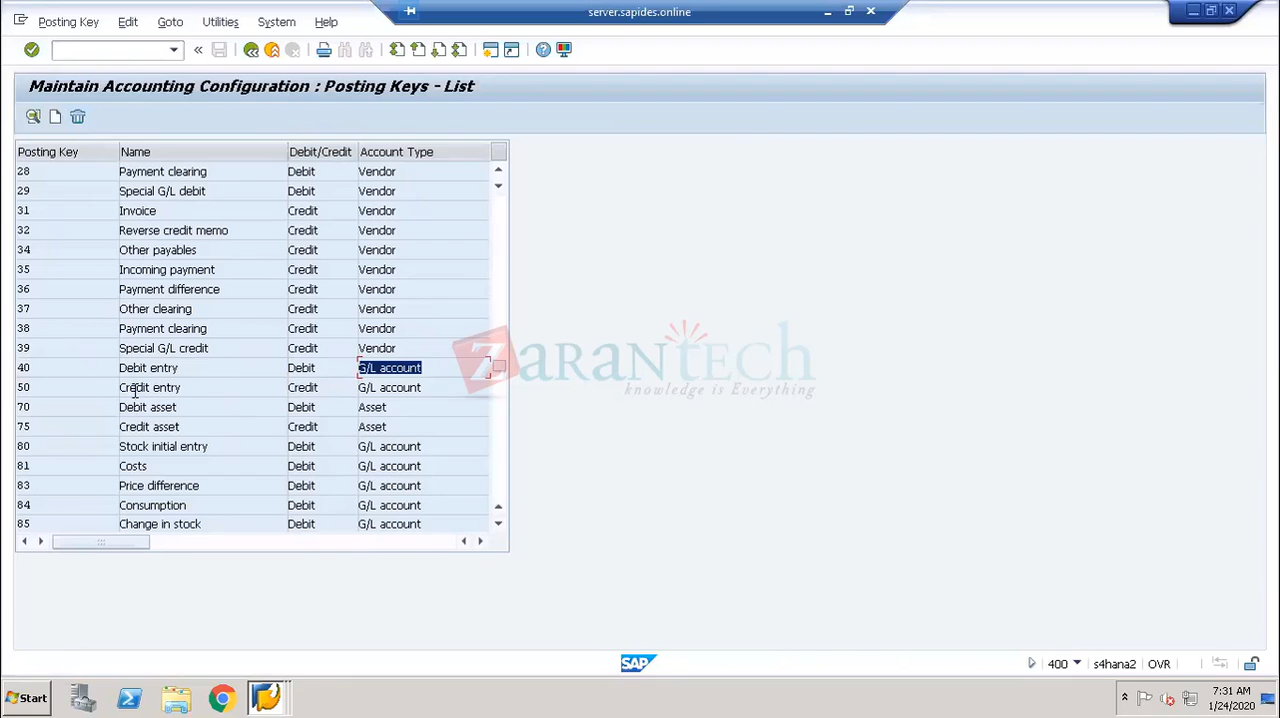 server.sapides.online
Posting Key Edit Goto Utilities System Help
Maintain Accounting Configuration : Posting Keys - List
Posting Key Name Debit/Credit Account Type
28 Payment clearing Debit Vendor
29 Special G/L debit Debit Vendor
31 Invoice Credit Vendor
32 Reverse credit memo Credit Vendor
34 Other payables Credit Vendor
35 Incoming payment Credit Vendor
36 Payment difference Credit Vendor
37 Other clearing Credit Vendor
38 Payment clearing Credit Vendor
39 Special G/L credit Credit Vendor
40 Debit entry Debit G/L account
50 Credit entry Credit G/L account
70 Debit asset Debit Asset
75 Credit asset Credit Asset
80 Stock initial entry Debit G/L account
81 Costs Debit G/L account
83 Price difference Debit G/L account
84 Consumption Debit G/L account
85 Change in stock Debit G/L account
ZARANTECH
knowledge is Everything
SAP
400 s4hana2 OVR
Start
7:31 AM
1/24/2020